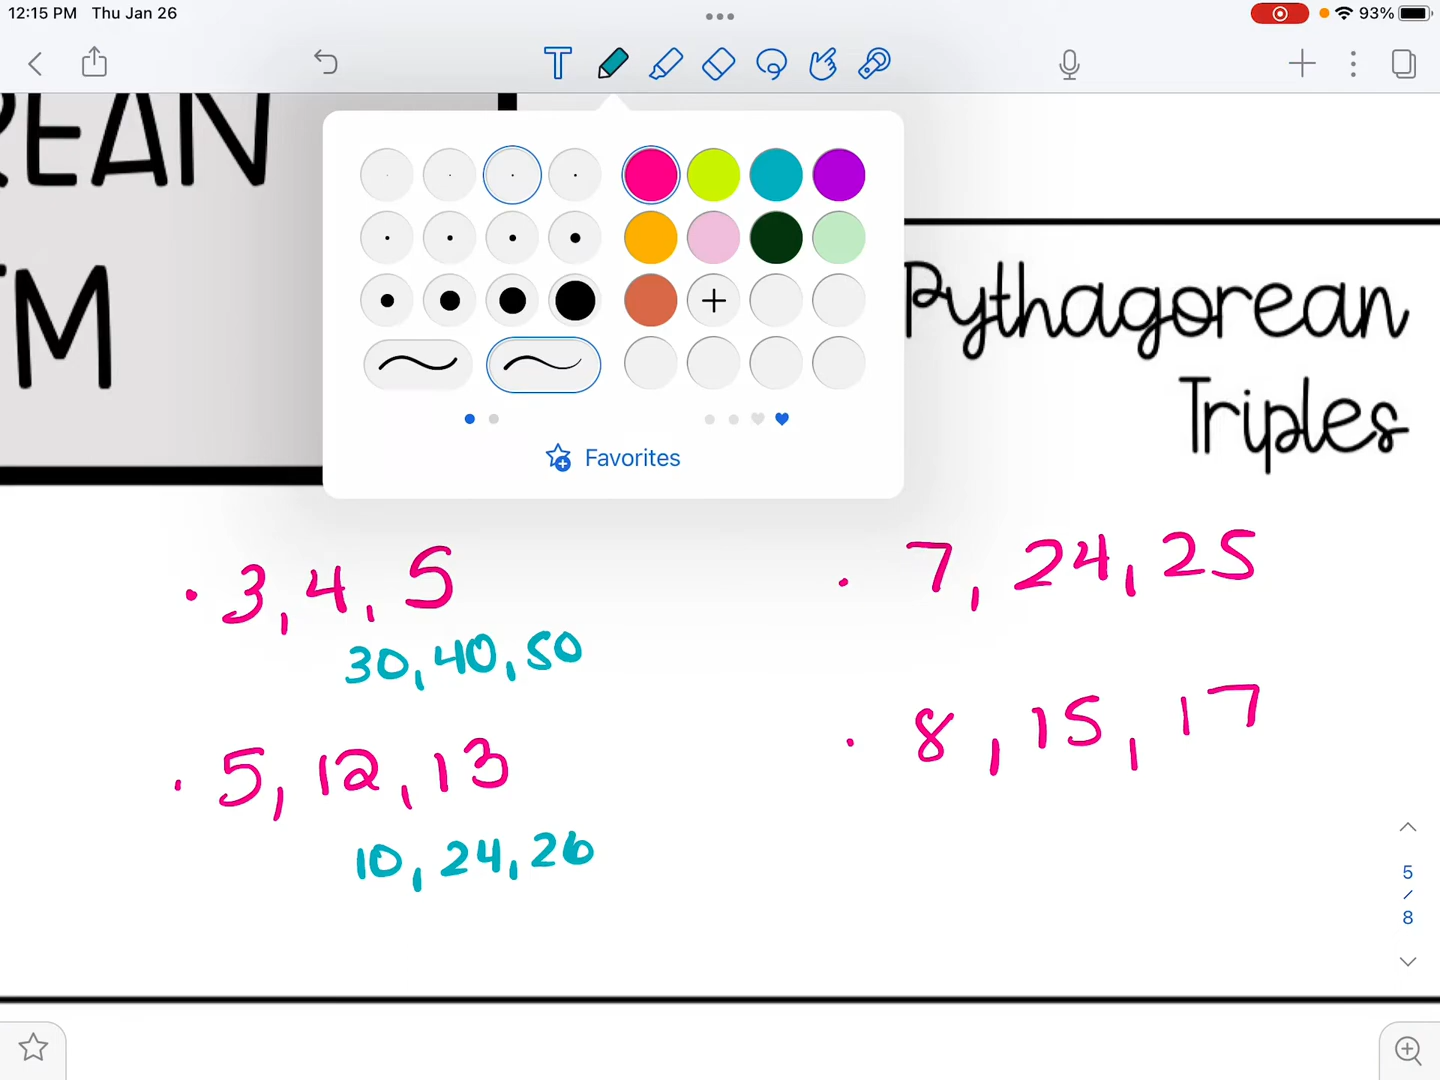 12:15 PM Thu Jan 26
93%
T
REAN
Pythagorean
Triples
Favorites
· 3, 4, 5
30, 40, 50
· 5, 12, 13
10, 24, 26
· 7, 24, 25
· 8, 15, 17
5
/
8